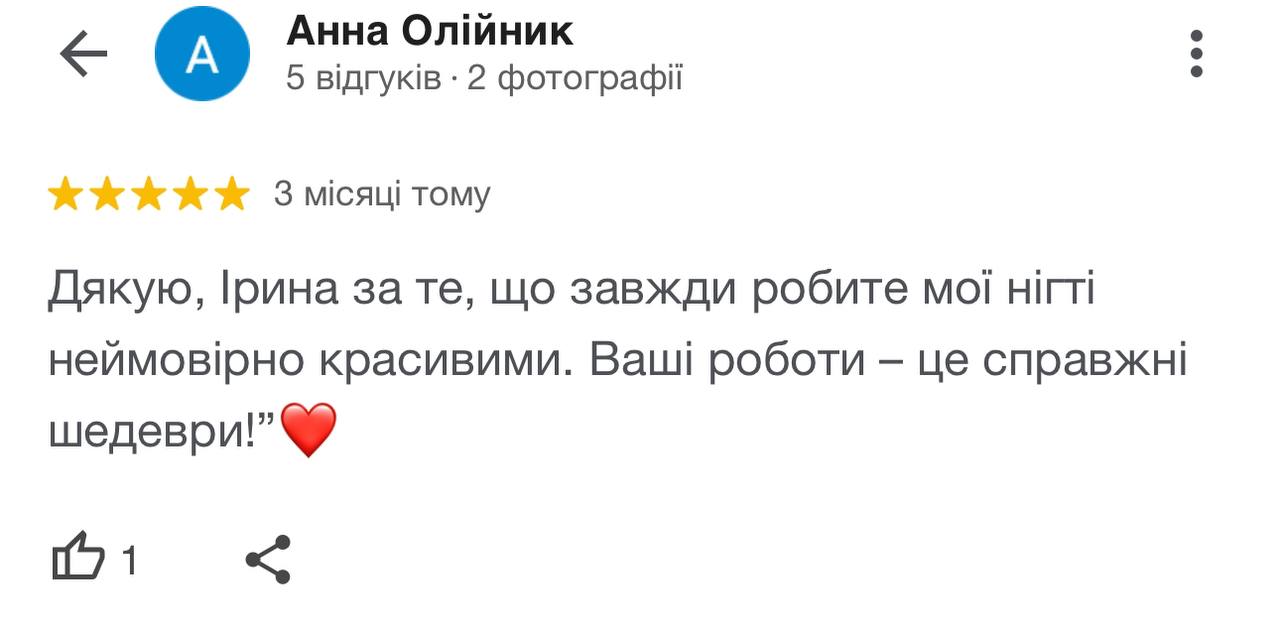 A
Анна Олійник
5 відгуків · 2 фотографії
3 місяці тому
Дякую, Ірина за те, що завжди робите мої нігті
неймовірно красивими. Ваші роботи – це справжні
шедеври!”❤️
1